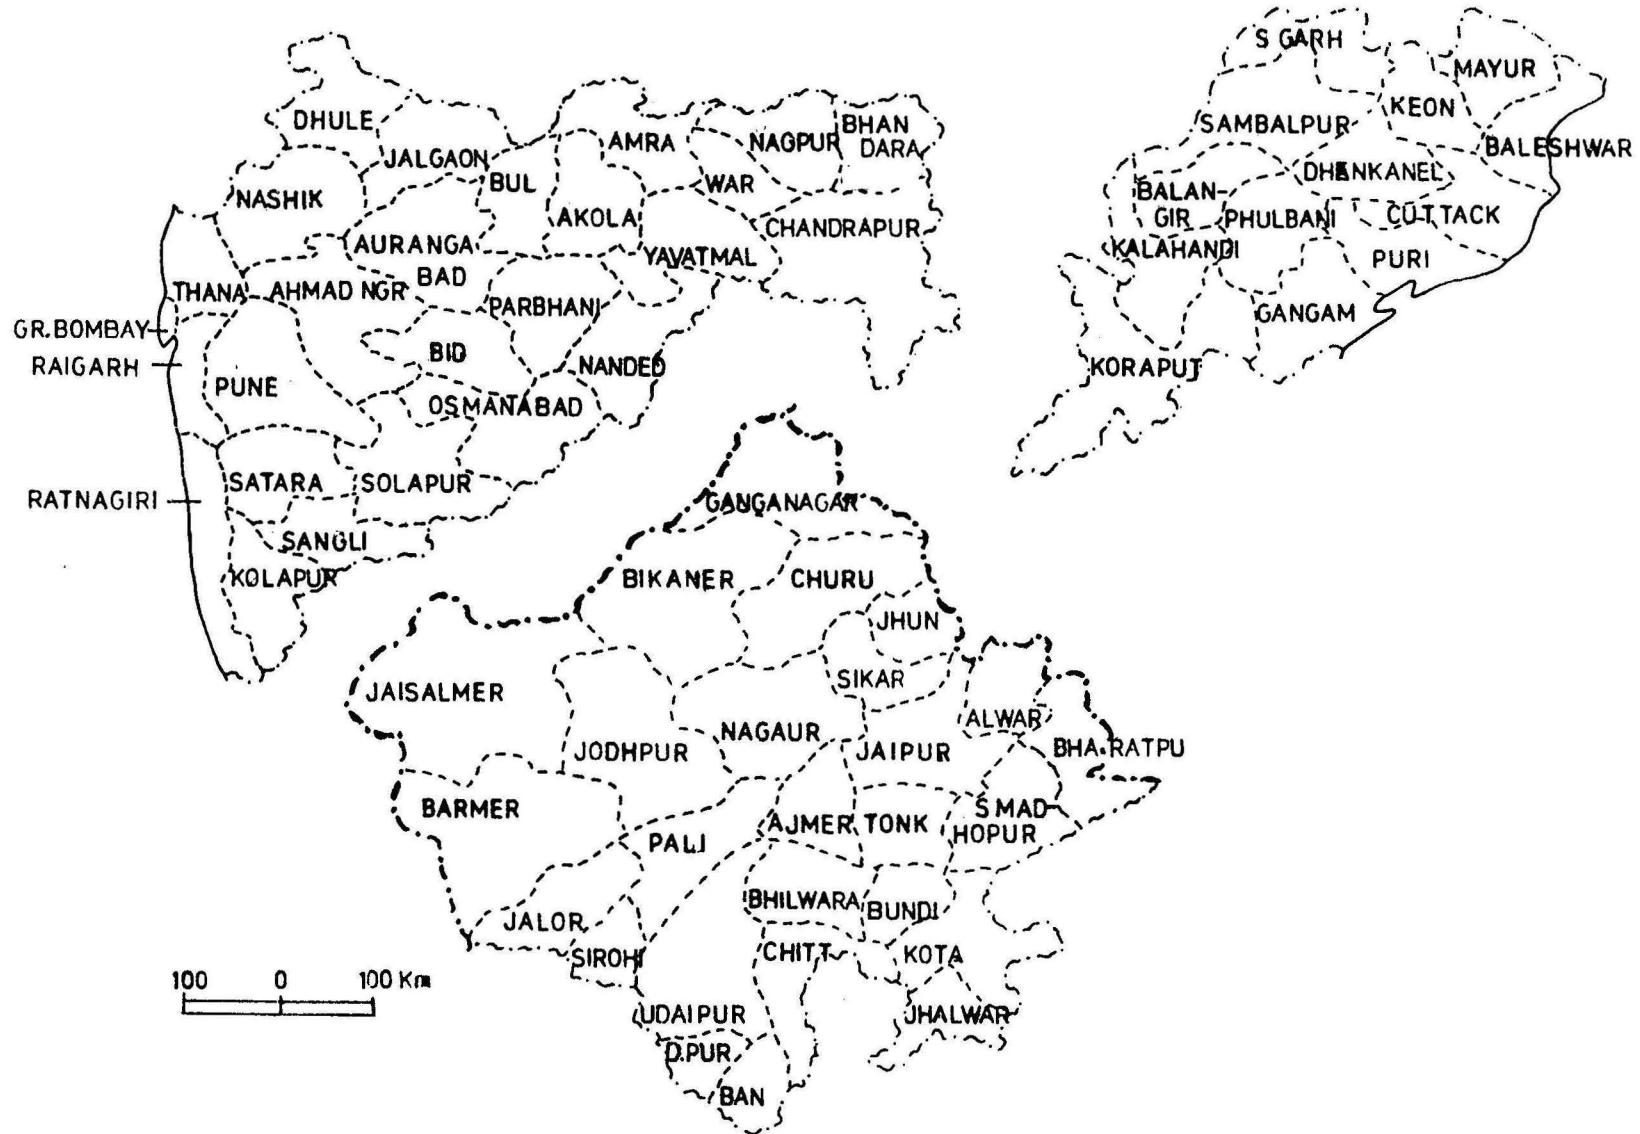 DHULE
JALGAON
NASHIK
BUL
AMRA
NAGPUR
BHAN
DARA
WAR
AKOLA
AURANGA
BAD
YAVATMAL
CHANDRAPUR
THANA
AHMAD NGR
PARBHANI
GR.BOMBAY
RAIGARH
BID
NANDED
PUNE
OSMANABAD
SATARA
SOLAPUR
RATNAGIRI
SANGLI
KOLAPUR
S GARH
MAYUR
KEON
SAMBALPUR
BALESHWAR
DHENKANEL
BALAN-
GIR
PHULBANI
CUTTACK
KALAHANDI
PURI
GANGAM
KORAPUT
GANGANAGAR
BIKANER
CHURU
JHUN
SIKAR
JAISALMER
ALWAR
NAGAUR
JODHPUR
JAIPUR
BHARATPU
BARMER
S MAD
HOPUR
AJMER
TONK
PALI
BHILWARA
BUNDI
JALOR
SIROHI
CHITT
KOTA
UDAIPUR
JHALWAR
D.PUR
BAN
100 0 100 Km